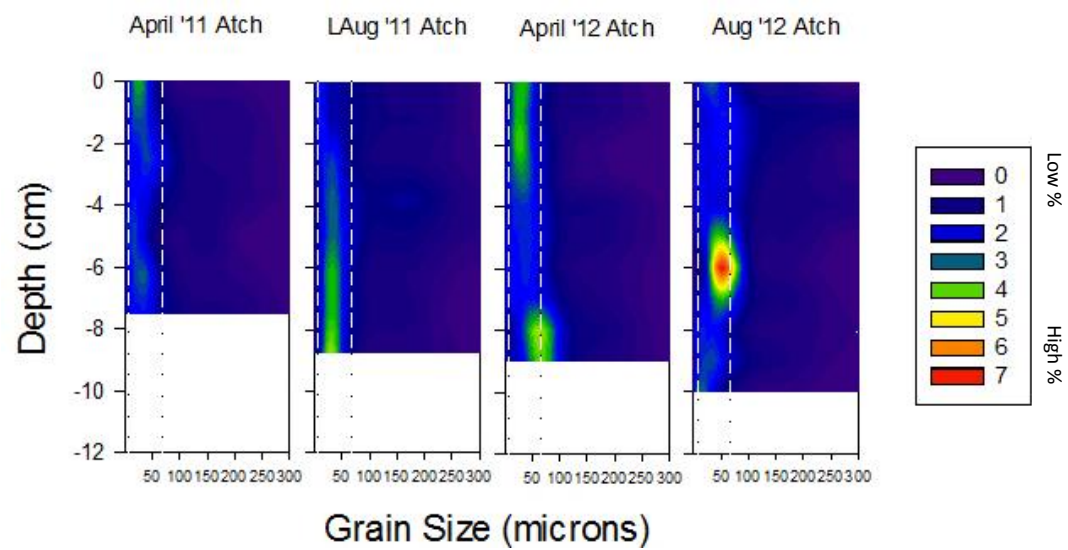 April '11 Atch
LAug '11 Atch
April '12 Atch
Aug '12 Atch
Depth (cm)
0
-2
-4
-6
-8
-10
-12
50 100 150 200 250 300
50 100 150 200 250 300
50 100 150 200 250 300
50 100 150 200 250 300
Grain Size (microns)
0
1
2
3
4
5
6
7
Low %
High %